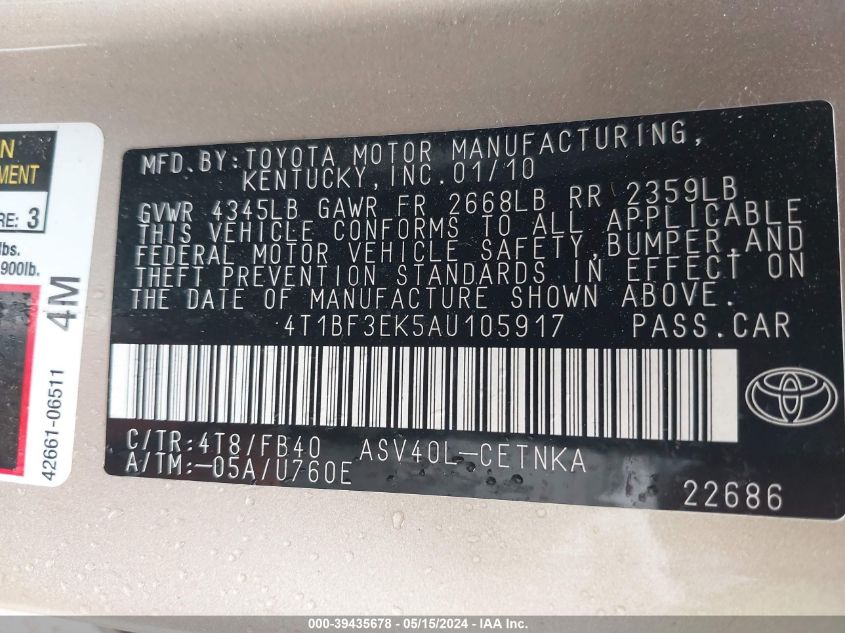 N
MENT
RE: 3
lbs.
900lb.
4M
42661-06511
MFD. BY: TOYOTA MOTOR MANUFACTURING,
KENTUCKY, INC. 01/10
GVWR 4345LB GAWR FR 2668LB RR 2359LB
THIS VEHICLE CONFORMS TO ALL APPLICABLE
FEDERAL MOTOR VEHICLE SAFETY, BUMPER, AND
THEFT PREVENTION STANDARDS IN EFFECT ON
THE DATE OF MANUFACTURE SHOWN ABOVE.
4T1BF3EK5AU105917 PASS.CAR
C/TR:4T8/FB40 ASV40L-CETNKA
A/TM:-05A/U760E
22686
000-39435678 - 05/15/2024 - IAA Inc.